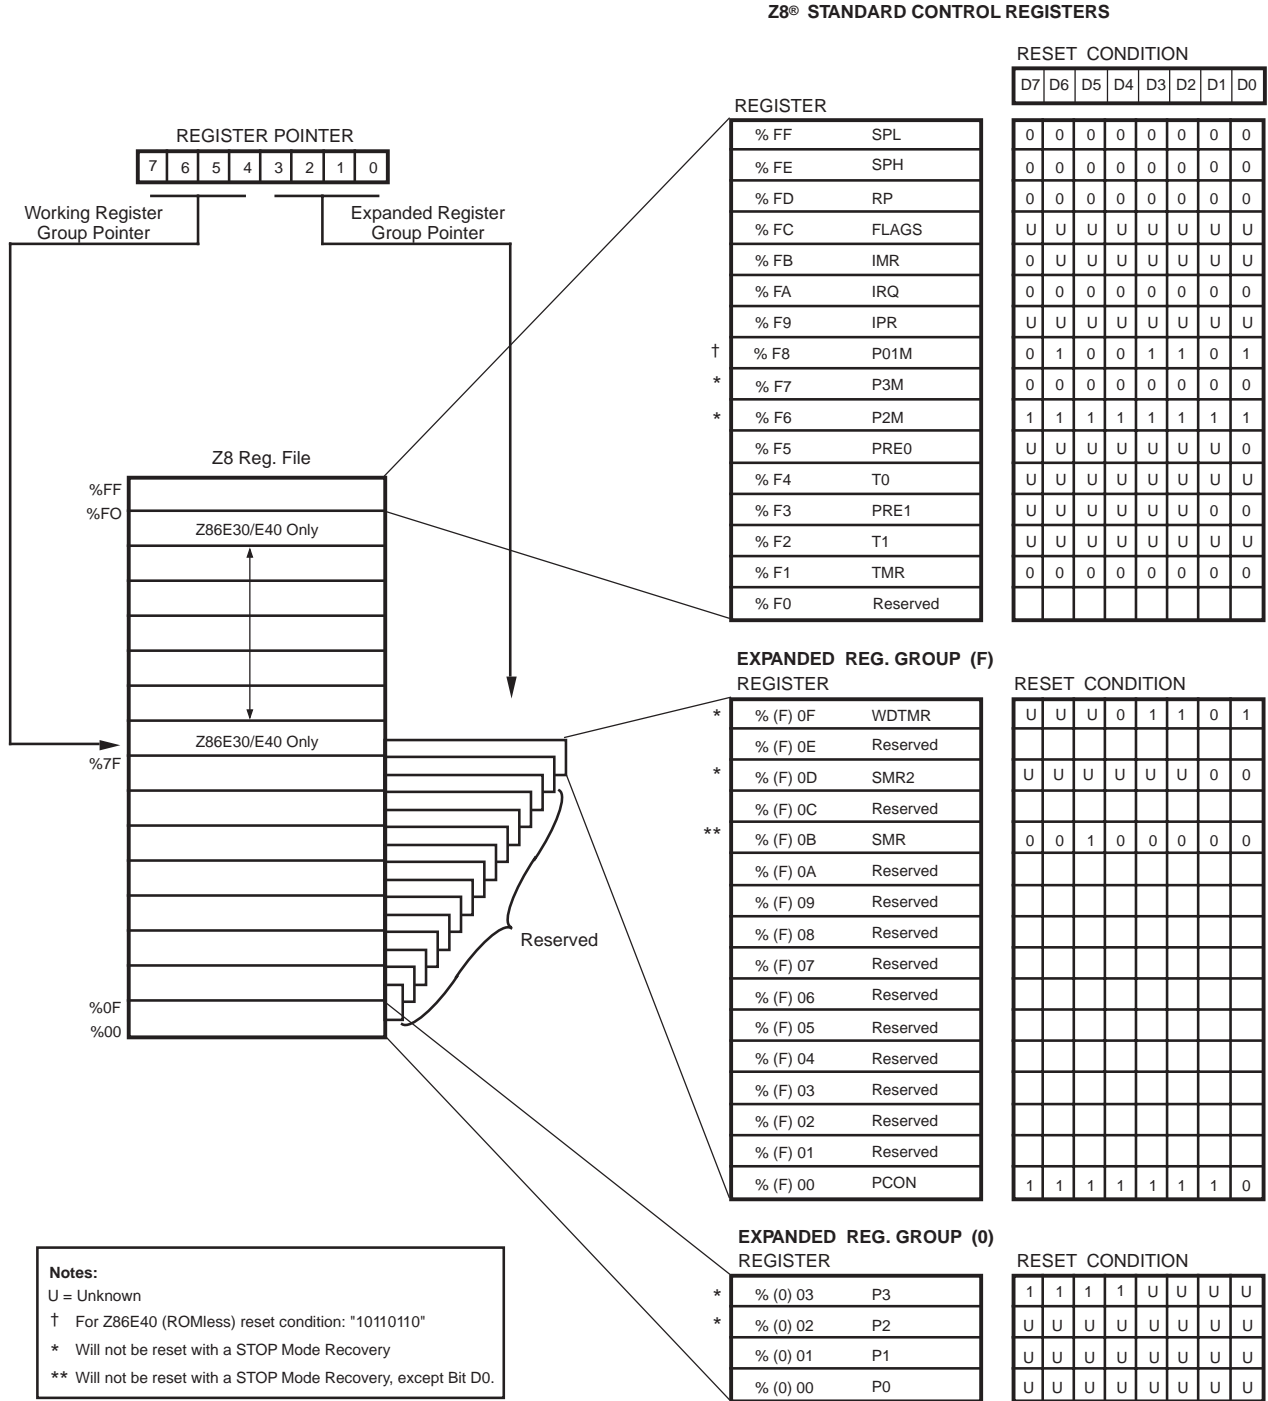 Z8® STANDARD CONTROL REGISTERS
RESET CONDITION
D7 D6 D5 D4 D3 D2 D1 D0
REGISTER
% FF SPL 0 0 0 0 0 0 0 0
% FE SPH 0 0 0 0 0 0 0 0
% FD RP 0 0 0 0 0 0 0 0
% FC FLAGS U U U U U U U U
% FB IMR 0 U U U U U U U
% FA IRQ 0 0 0 0 0 0 0 0
% F9 IPR U U U U U U U U
† % F8 P01M 0 1 0 0 1 1 0 1
* % F7 P3M 0 0 0 0 0 0 0 0
* % F6 P2M 1 1 1 1 1 1 1 1
% F5 PRE0 U U U U U U U 0
% F4 T0 U U U U U U U U
% F3 PRE1 U U U U U U 0 0
% F2 T1 U U U U U U U U
% F1 TMR 0 0 0 0 0 0 0 0
% F0 Reserved
REGISTER POINTER
7 6 5 4 3 2 1 0
Working Register
Group Pointer
Expanded Register
Group Pointer
Z8 Reg. File
%FF
%FO
Z86E30/E40 Only
Z86E30/E40 Only
%7F
%0F
%00
Reserved
EXPANDED REG. GROUP (F)
REGISTER
RESET CONDITION
* % (F) 0F WDTMR U U U 0 1 1 0 1
% (F) 0E Reserved
* % (F) 0D SMR2 U U U U U U 0 0
% (F) 0C Reserved
** % (F) 0B SMR 0 0 1 0 0 0 0 0
% (F) 0A Reserved
% (F) 09 Reserved
% (F) 08 Reserved
% (F) 07 Reserved
% (F) 06 Reserved
% (F) 05 Reserved
% (F) 04 Reserved
% (F) 03 Reserved
% (F) 02 Reserved
% (F) 01 Reserved
% (F) 00 PCON 1 1 1 1 1 1 1 0
EXPANDED REG. GROUP (0)
REGISTER
RESET CONDITION
* % (0) 03 P3 1 1 1 1 U U U U
* % (0) 02 P2 U U U U U U U U
% (0) 01 P1 U U U U U U U U
% (0) 00 P0 U U U U U U U U
Notes:
U = Unknown
† For Z86E40 (ROMless) reset condition: "10110110"
* Will not be reset with a STOP Mode Recovery
** Will not be reset with a STOP Mode Recovery, except Bit D0.